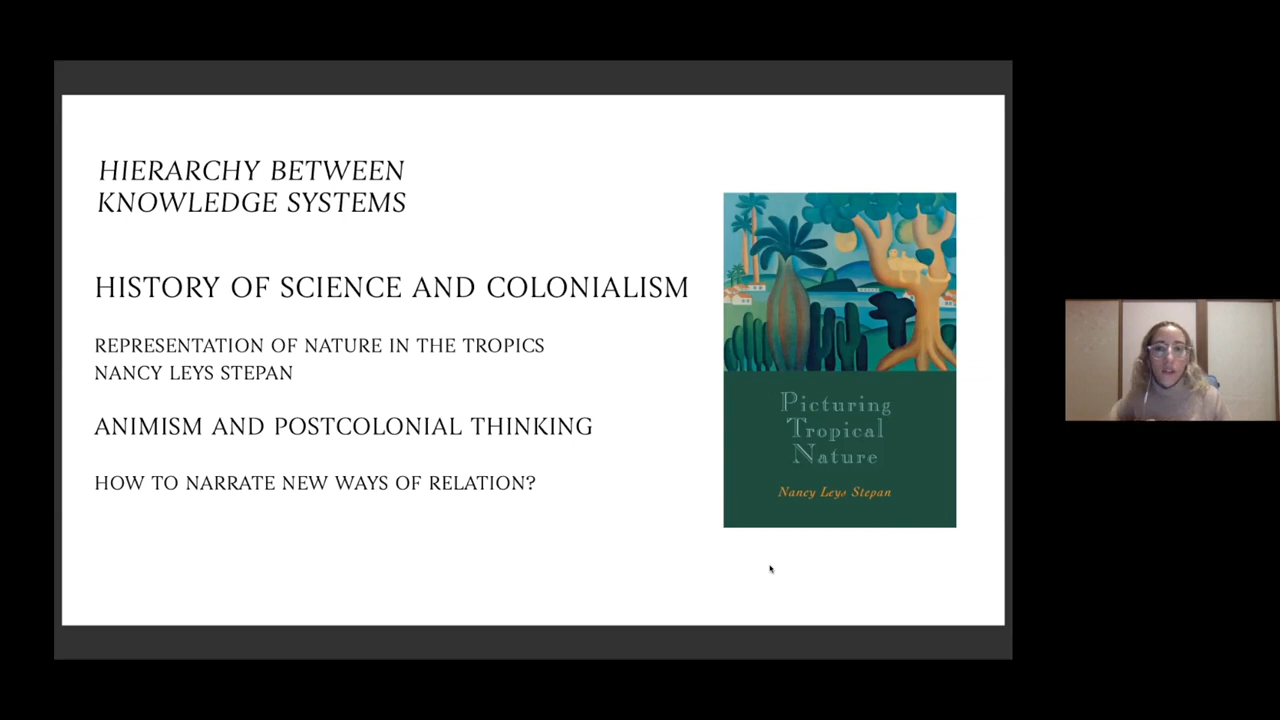 HIERARCHY BETWEEN
KNOWLEDGE SYSTEMS
HISTORY OF SCIENCE AND COLONIALISM
REPRESENTATION OF NATURE IN THE TROPICS
NANCY LEYS STEPAN
ANIMISM AND POSTCOLONIAL THINKING
HOW TO NARRATE NEW WAYS OF RELATION?
Picturing
Tropical
Nature
Nancy Leys Stepan